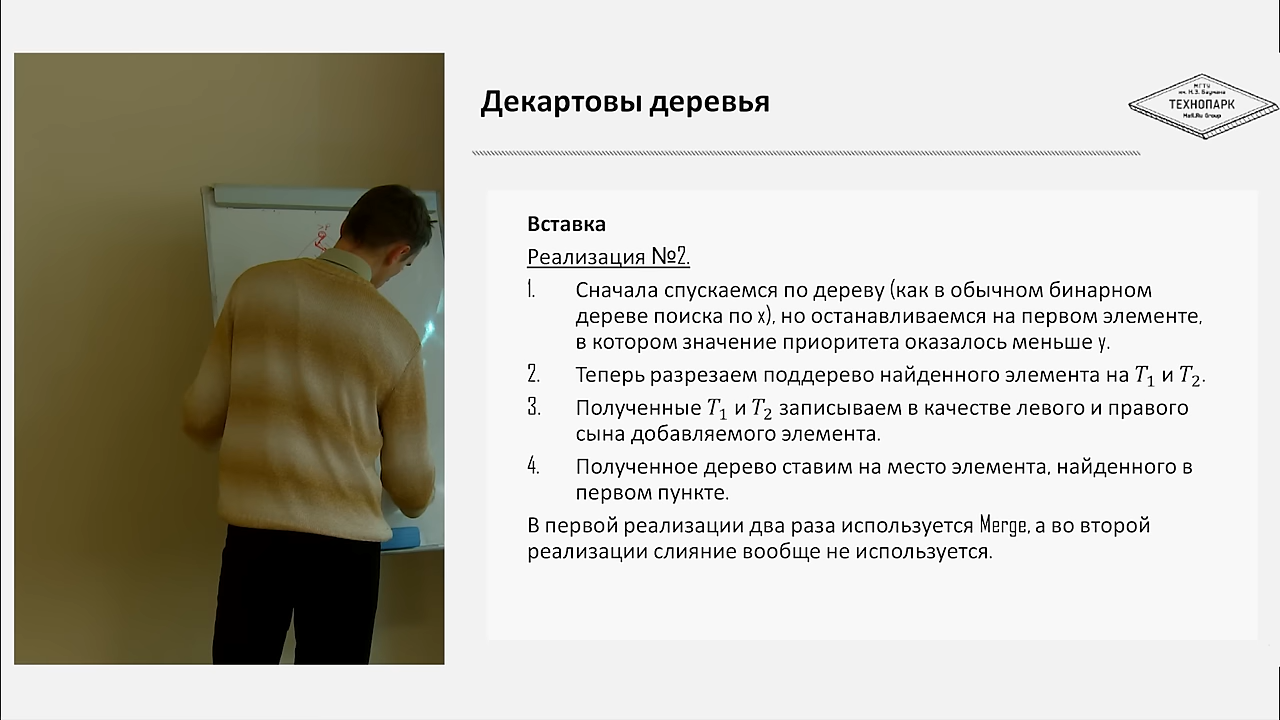 Декартовы деревья
МГТУ
им. Н.Э. Баумана
ТЕХНОПАРК
Mail.Ru Group
Вставка
Реализация №2.
1. Сначала спускаемся по дереву (как в обычном бинарном
дереве поиска по x), но останавливаемся на первом элементе,
в котором значение приоритета оказалось меньше y.
2. Теперь разрезаем поддерево найденного элемента на T₁ и T₂.
3. Полученные T₁ и T₂ записываем в качестве левого и правого
сына добавляемого элемента.
4. Полученное дерево ставим на место элемента, найденного в
первом пункте.
В первой реализации два раза используется Merge, а во второй
реализации слияние вообще не используется.